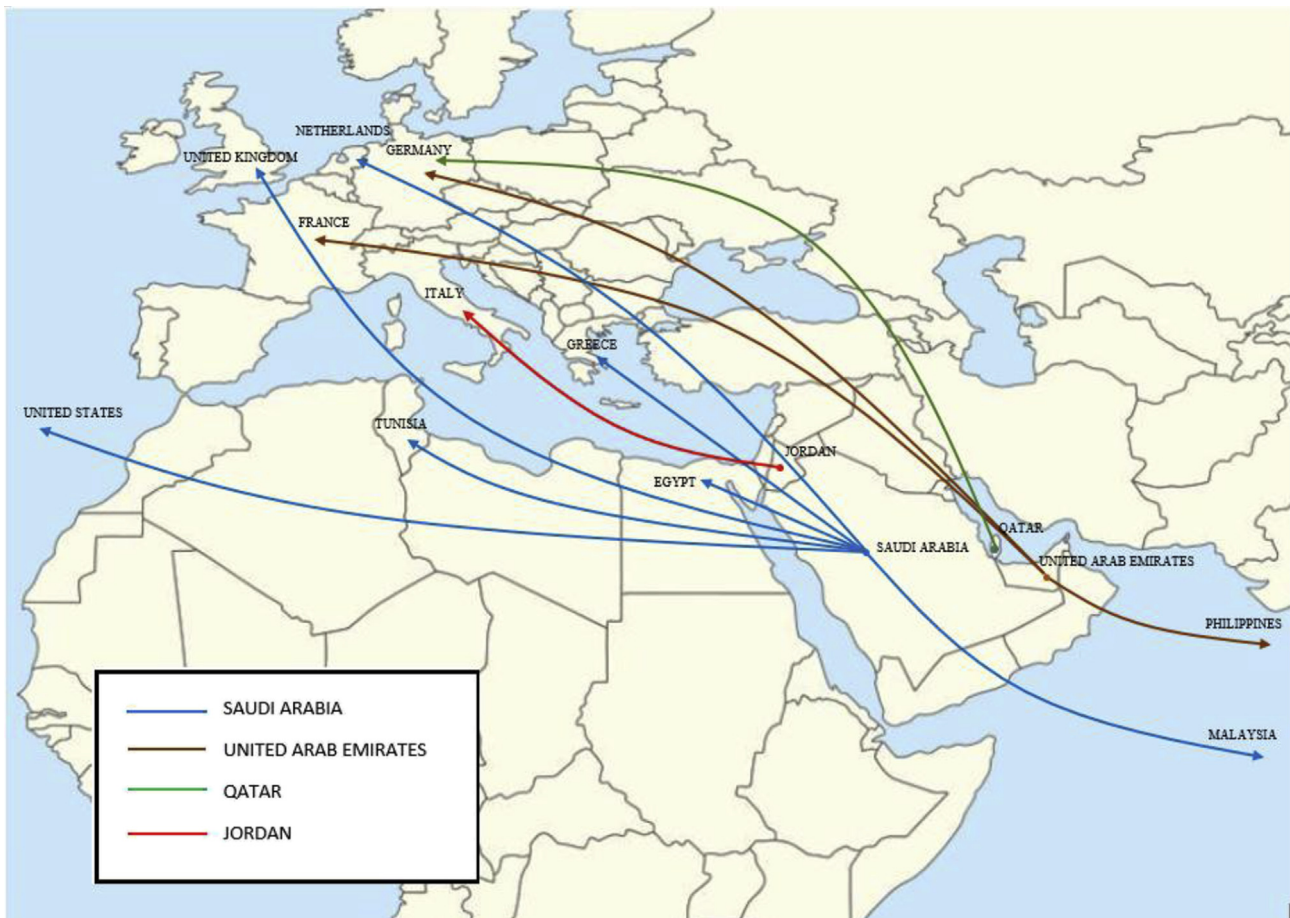 NETHERLANDS
GERMANY
UNITED KINGDOM
FRANCE
ITALY
GREECE
UNITED STATES
TUNISIA
JORDAN
EGYPT
QATAR
SAUDI ARABIA
UNITED ARAB EMIRATES
PHILIPPINES
MALAYSIA
SAUDI ARABIA
UNITED ARAB EMIRATES
QATAR
JORDAN